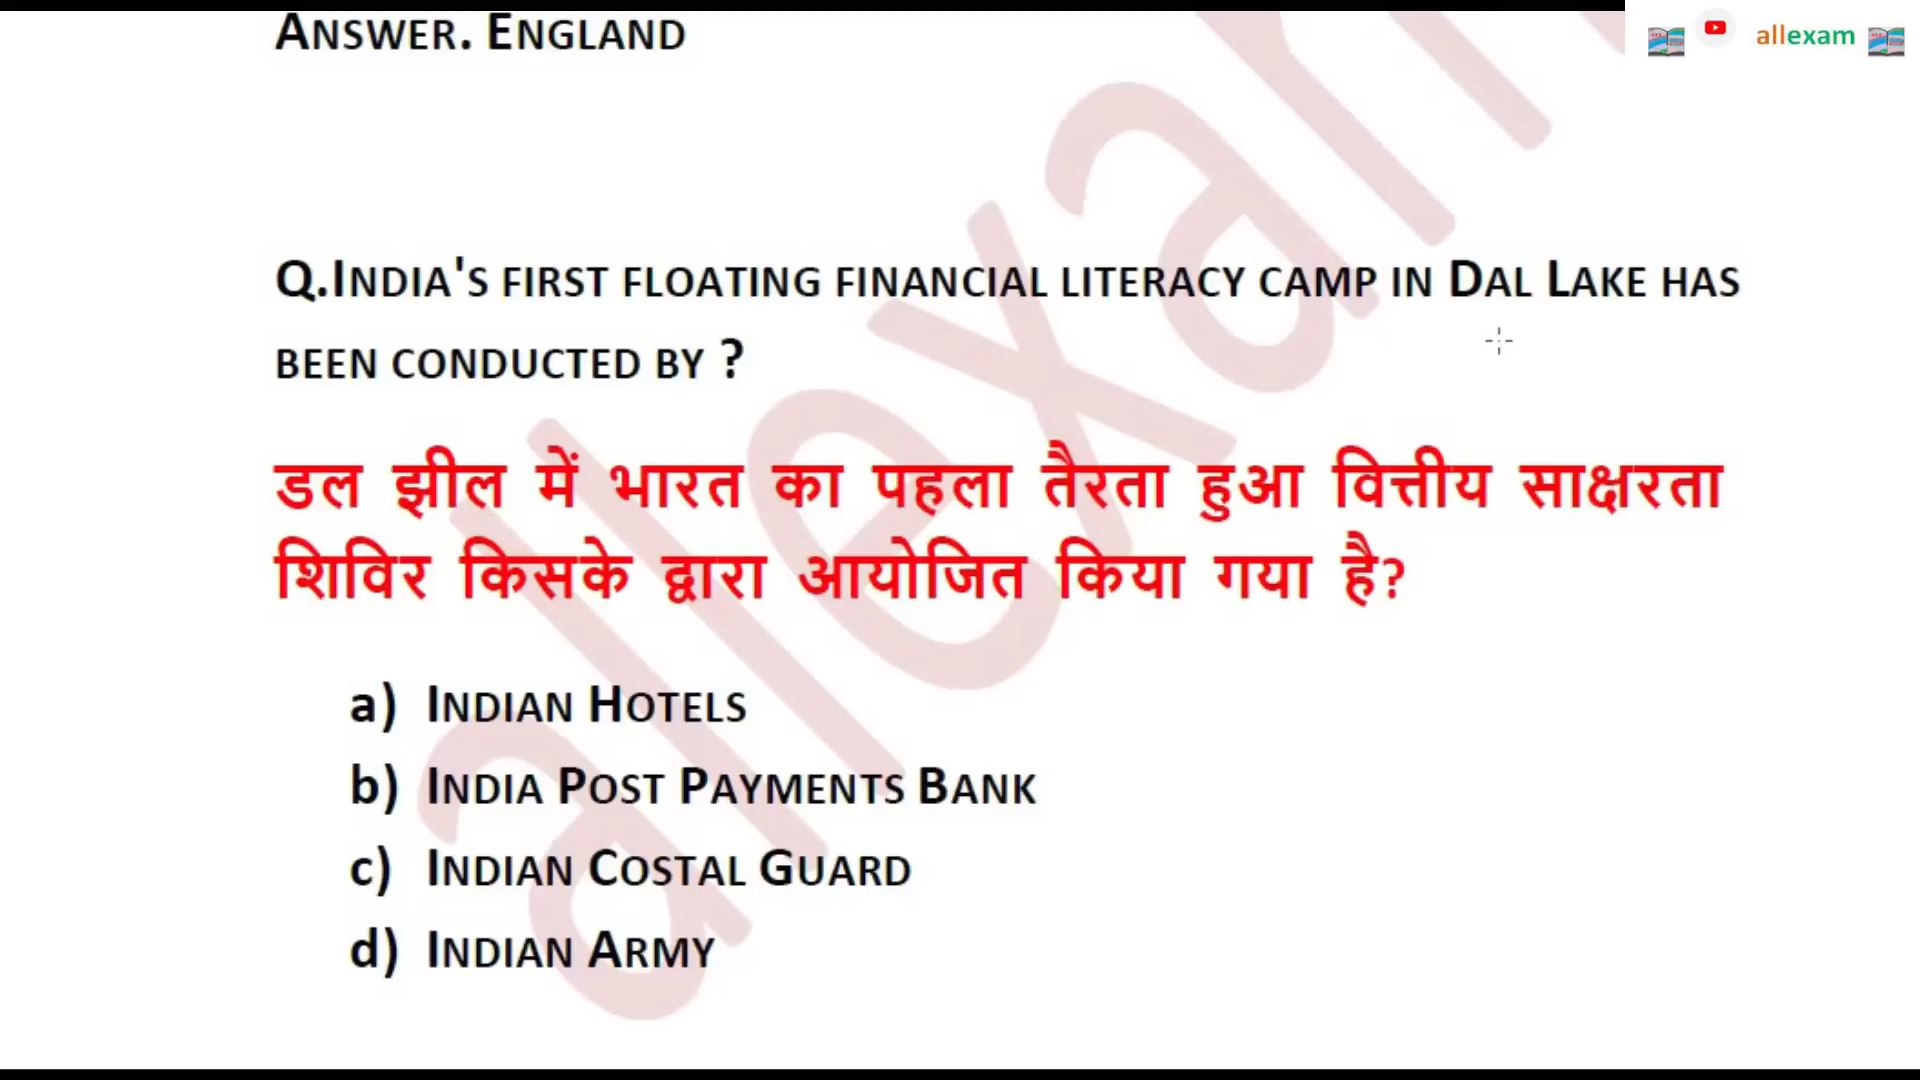 ANSWER. ENGLAND
allexam
Q.INDIA'S FIRST FLOATING FINANCIAL LITERACY CAMP IN DAL LAKE HAS
BEEN CONDUCTED BY ?
डल झील में भारत का पहला तैरता हुआ वित्तीय साक्षरता
शिविर किसके द्वारा आयोजित किया गया है?
a) INDIAN HOTELS
b) INDIA POST PAYMENTS BANK
c) INDIAN COSTAL GUARD
d) INDIAN ARMY
allexam